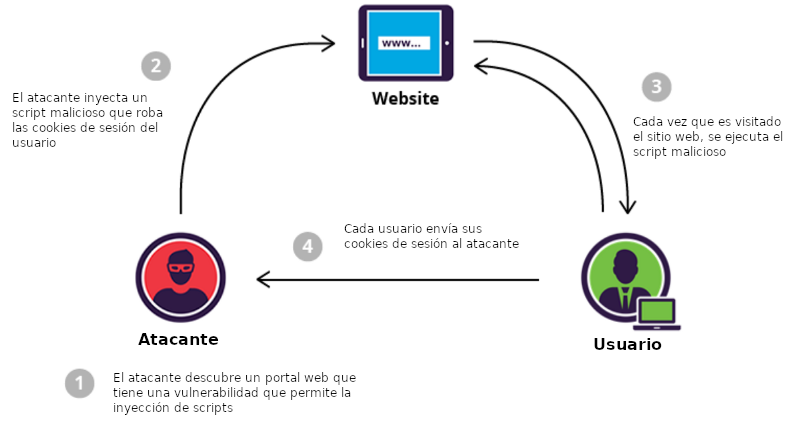 www...
Website
2
El atacante inyecta un
script malicioso que roba
las cookies de sesión del
usuario
3
Cada vez que es visitado
el sitio web, se ejecuta el
script malicioso
4
Cada usuario envía sus
cookies de sesión al atacante
Atacante
Usuario
1
El atacante descubre un portal web que
tiene una vulnerabilidad que permite la
inyección de scripts